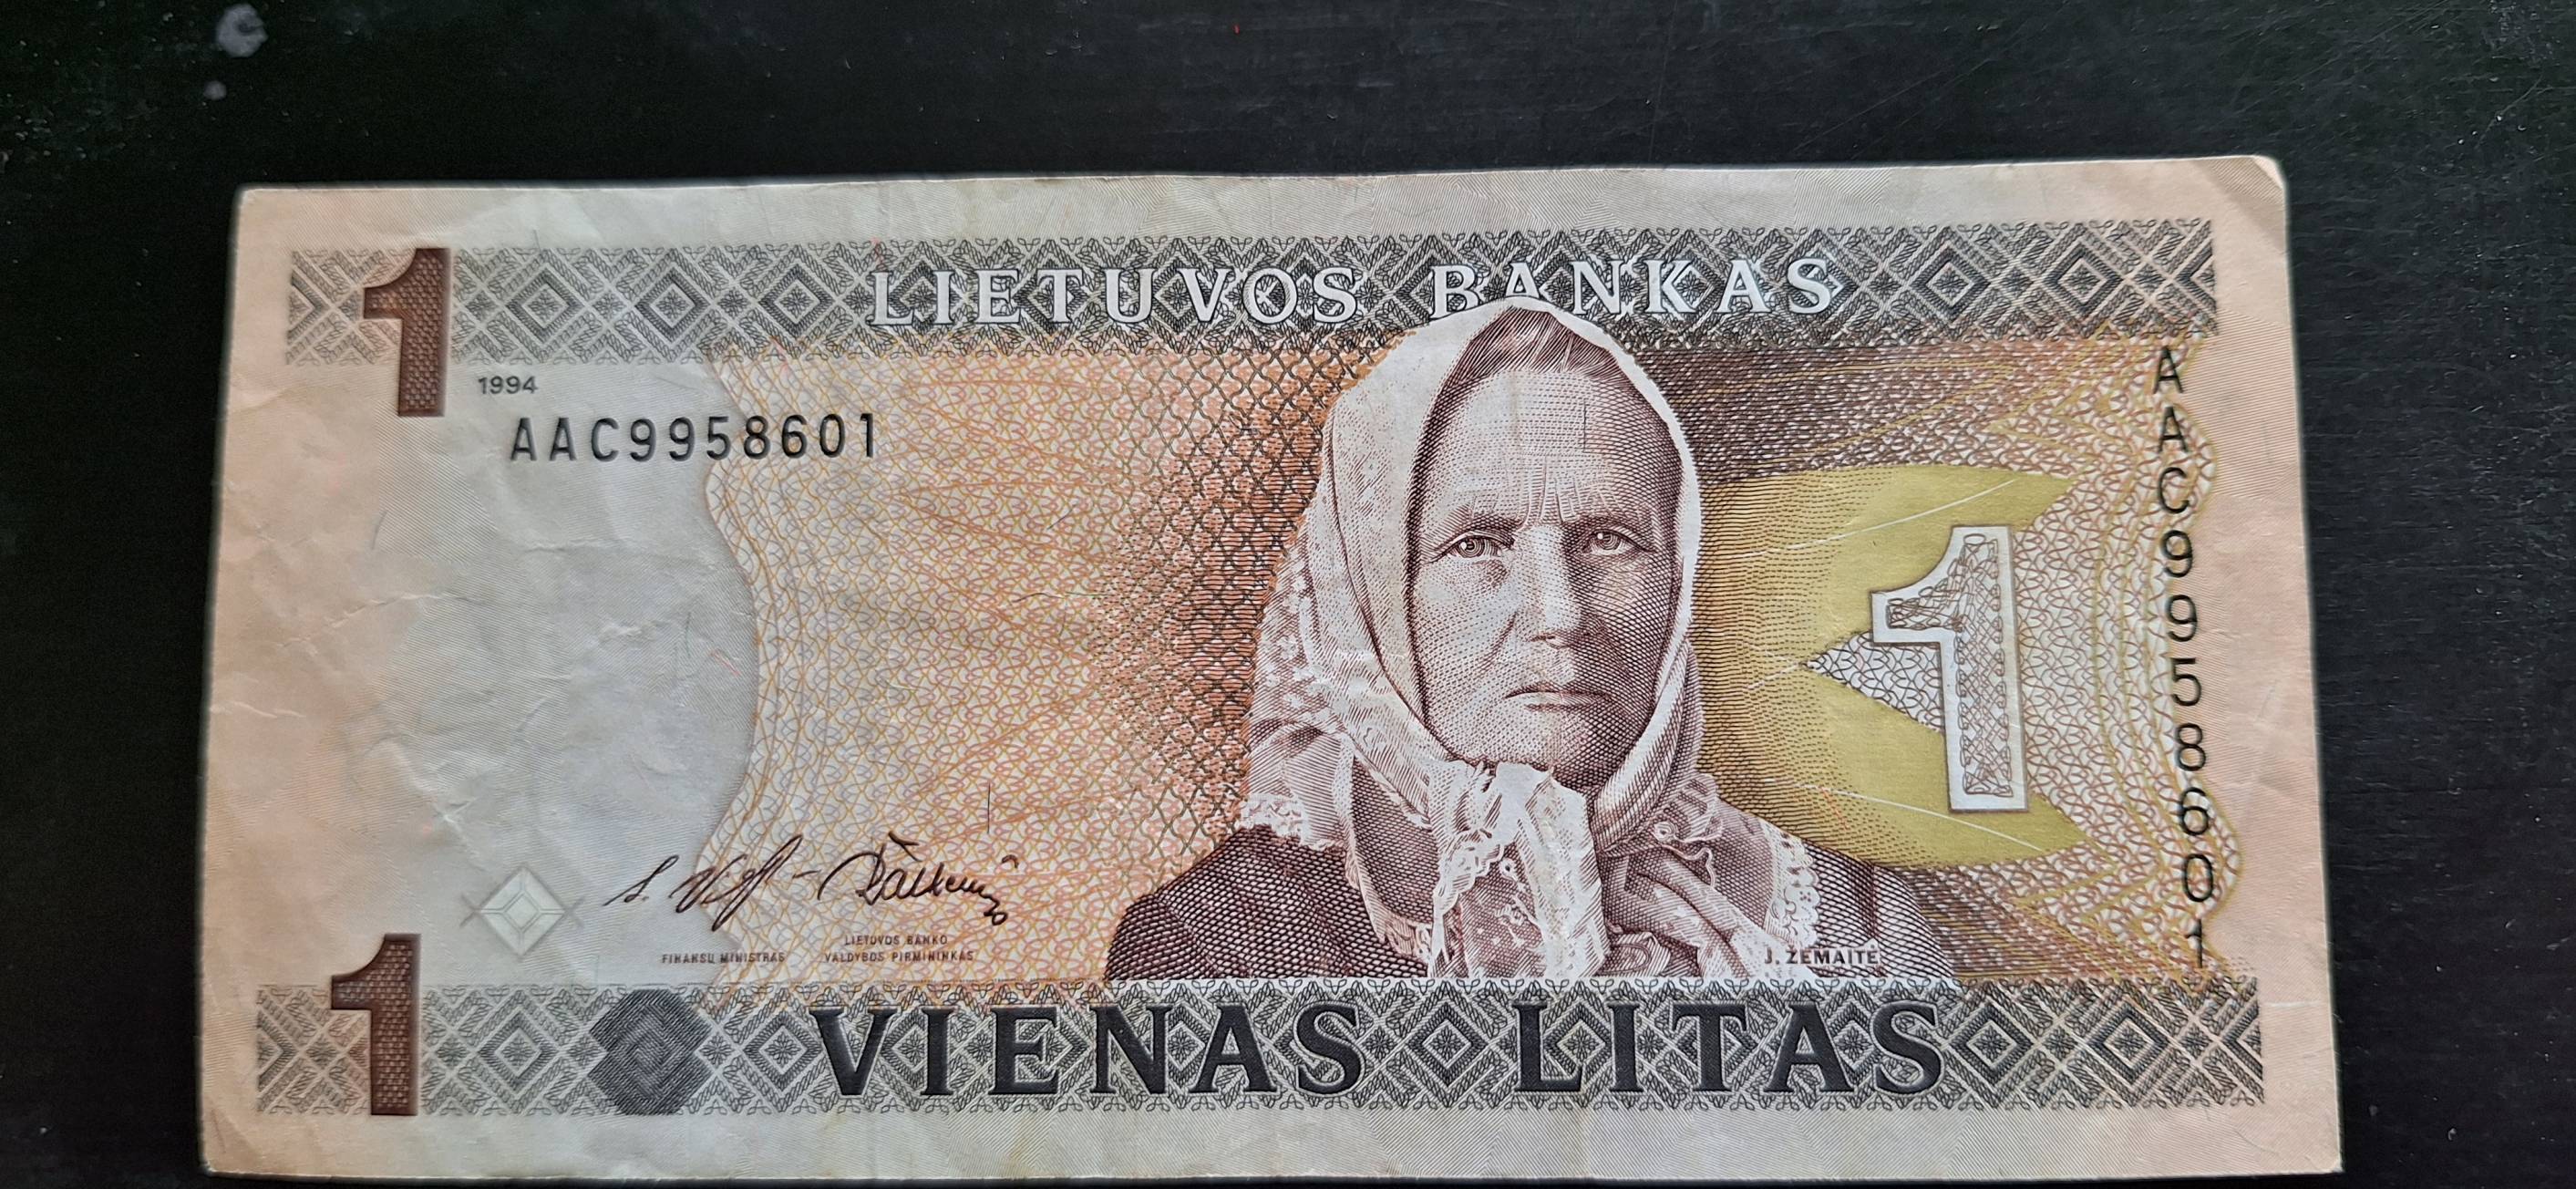 LIETUVOS BANKAS
1
1994
AAC9958601
AAC9958601
1
LIETUVOS BANKO
FINANSŲ MINISTRAS VALDYBOS PIRMININKAS
J. ŽEMAITĖ
1
VIENAS LITAS